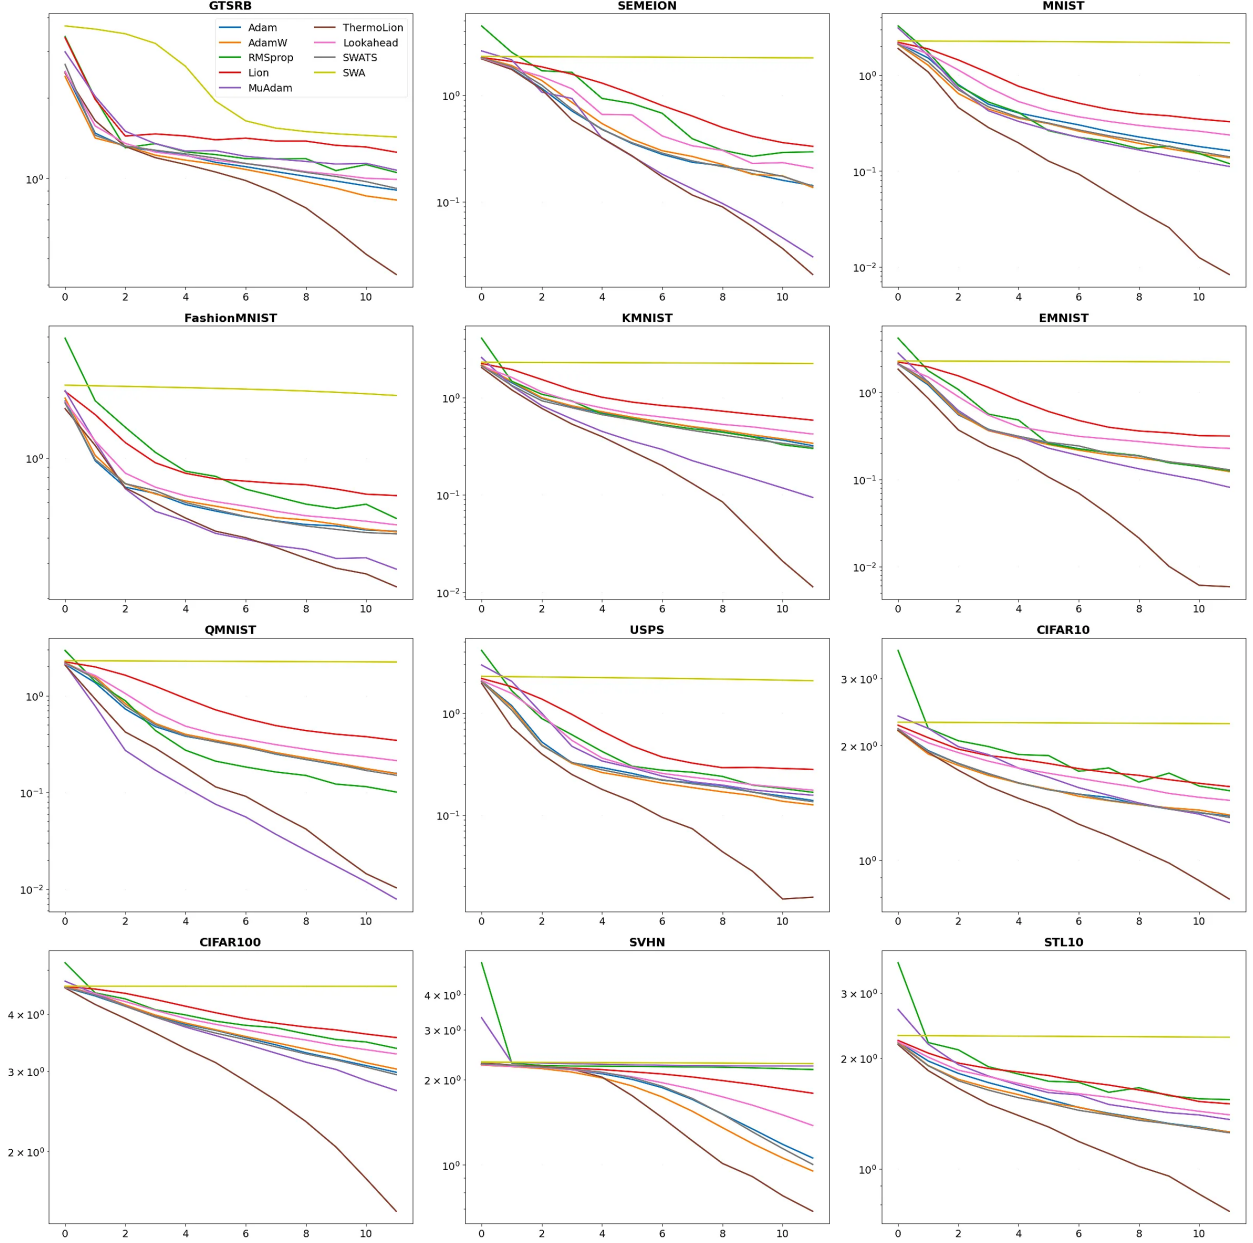 GTSRB
SEMEION
MNIST
Adam
AdamW
RMSprop
Lion
MuAdam
ThermoLion
Lookahead
SWATS
SWA
10⁰
0 2 4 6 8 10
10⁰
10⁻¹
0 2 4 6 8 10
10⁰
10⁻¹
10⁻²
0 2 4 6 8 10
FashionMNIST
KMNIST
EMNIST
10⁰
0 2 4 6 8 10
10⁰
10⁻¹
10⁻²
0 2 4 6 8 10
10⁰
10⁻¹
10⁻²
0 2 4 6 8 10
QMNIST
USPS
CIFAR10
10⁰
10⁻¹
10⁻²
0 2 4 6 8 10
10⁰
10⁻¹
0 2 4 6 8 10
3 × 10⁰
2 × 10⁰
10⁰
0 2 4 6 8 10
CIFAR100
SVHN
STL10
4 × 10⁰
3 × 10⁰
2 × 10⁰
0 2 4 6 8 10
4 × 10⁰
3 × 10⁰
2 × 10⁰
10⁰
0 2 4 6 8 10
3 × 10⁰
2 × 10⁰
10⁰
0 2 4 6 8 10